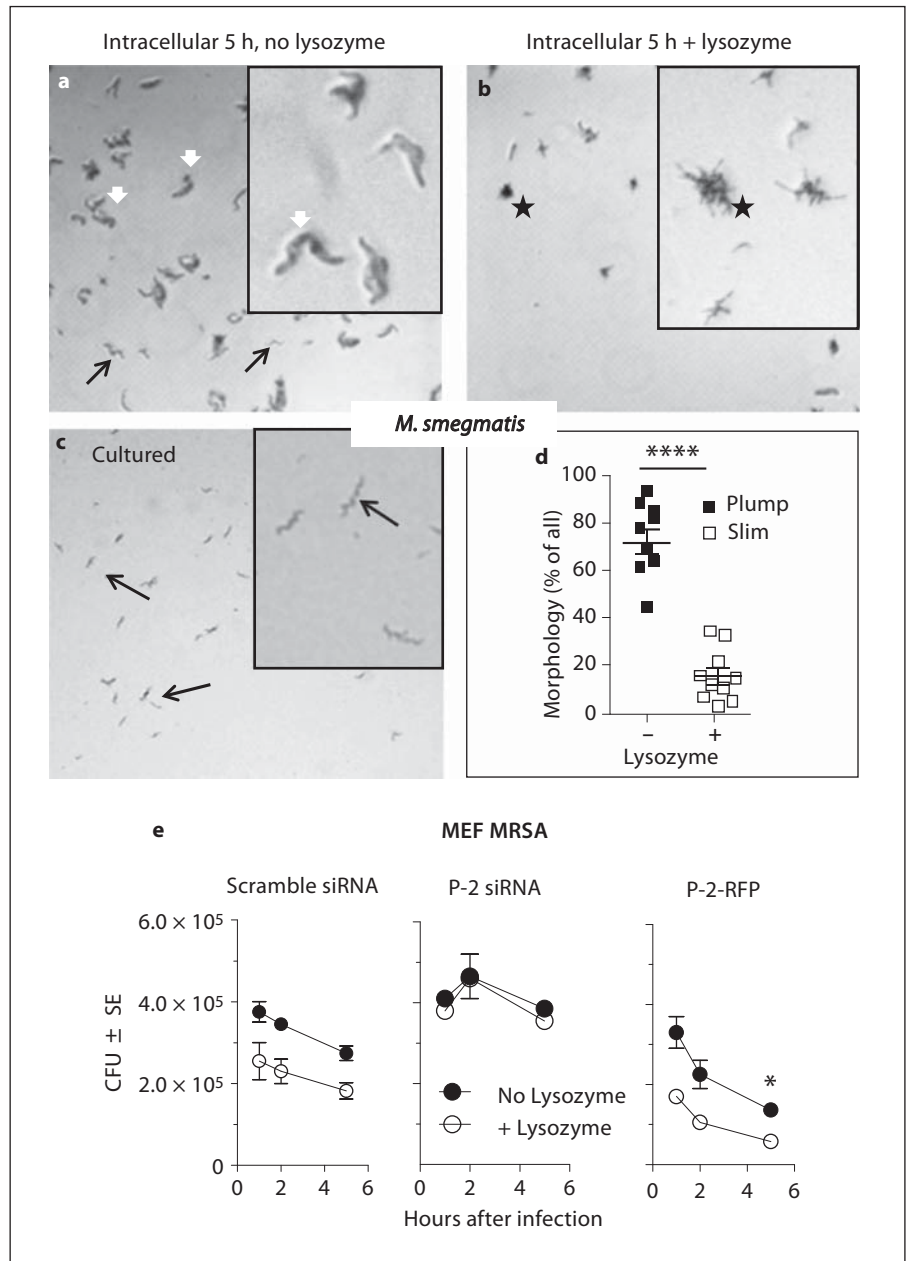 Intracellular 5 h, no lysozyme
Intracellular 5 h + lysozyme
a
b
M. smegmatis
c
Cultured
d
****
100
80
60
40
20
0
Morphology (% of all)
Plump
Slim
– +
Lysozyme
e
MEF MRSA
Scramble siRNA
P-2 siRNA
P-2-RFP
6.0 × 10⁵
4.0 × 10⁵
2.0 × 10⁵
0
CFU ± SE
*
No Lysozyme
+ Lysozyme
0 2 4 6
0 2 4 6
0 2 4 6
Hours after infection